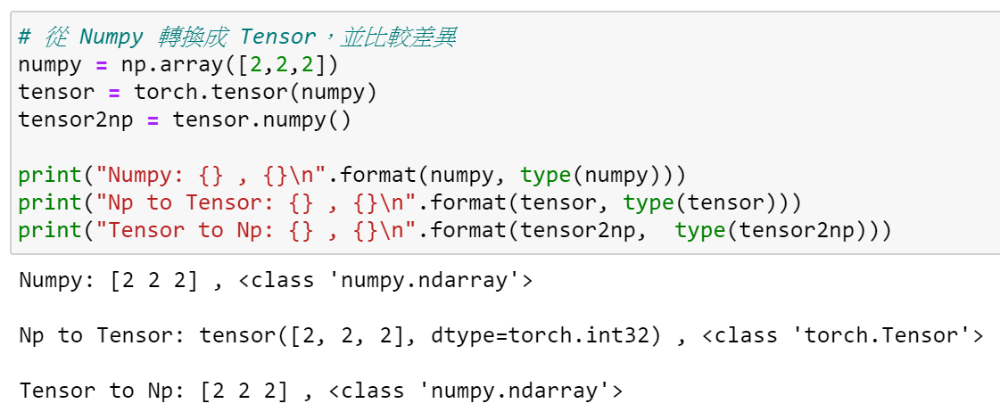 # 從 Numpy 轉換成 Tensor，並比較差異
numpy = np.array([2,2,2])
tensor = torch.tensor(numpy)
tensor2np = tensor.numpy()
print("Numpy: {} , {}\n".format(numpy, type(numpy)))
print("Np to Tensor: {} , {}\n".format(tensor, type(tensor)))
print("Tensor to Np: {} , {}\n".format(tensor2np,  type(tensor2np)))
Numpy: [2 2 2] , <class 'numpy.ndarray'>
Np to Tensor: tensor([2, 2, 2], dtype=torch.int32) , <class 'torch.Tensor'>
Tensor to Np: [2 2 2] , <class 'numpy.ndarray'>